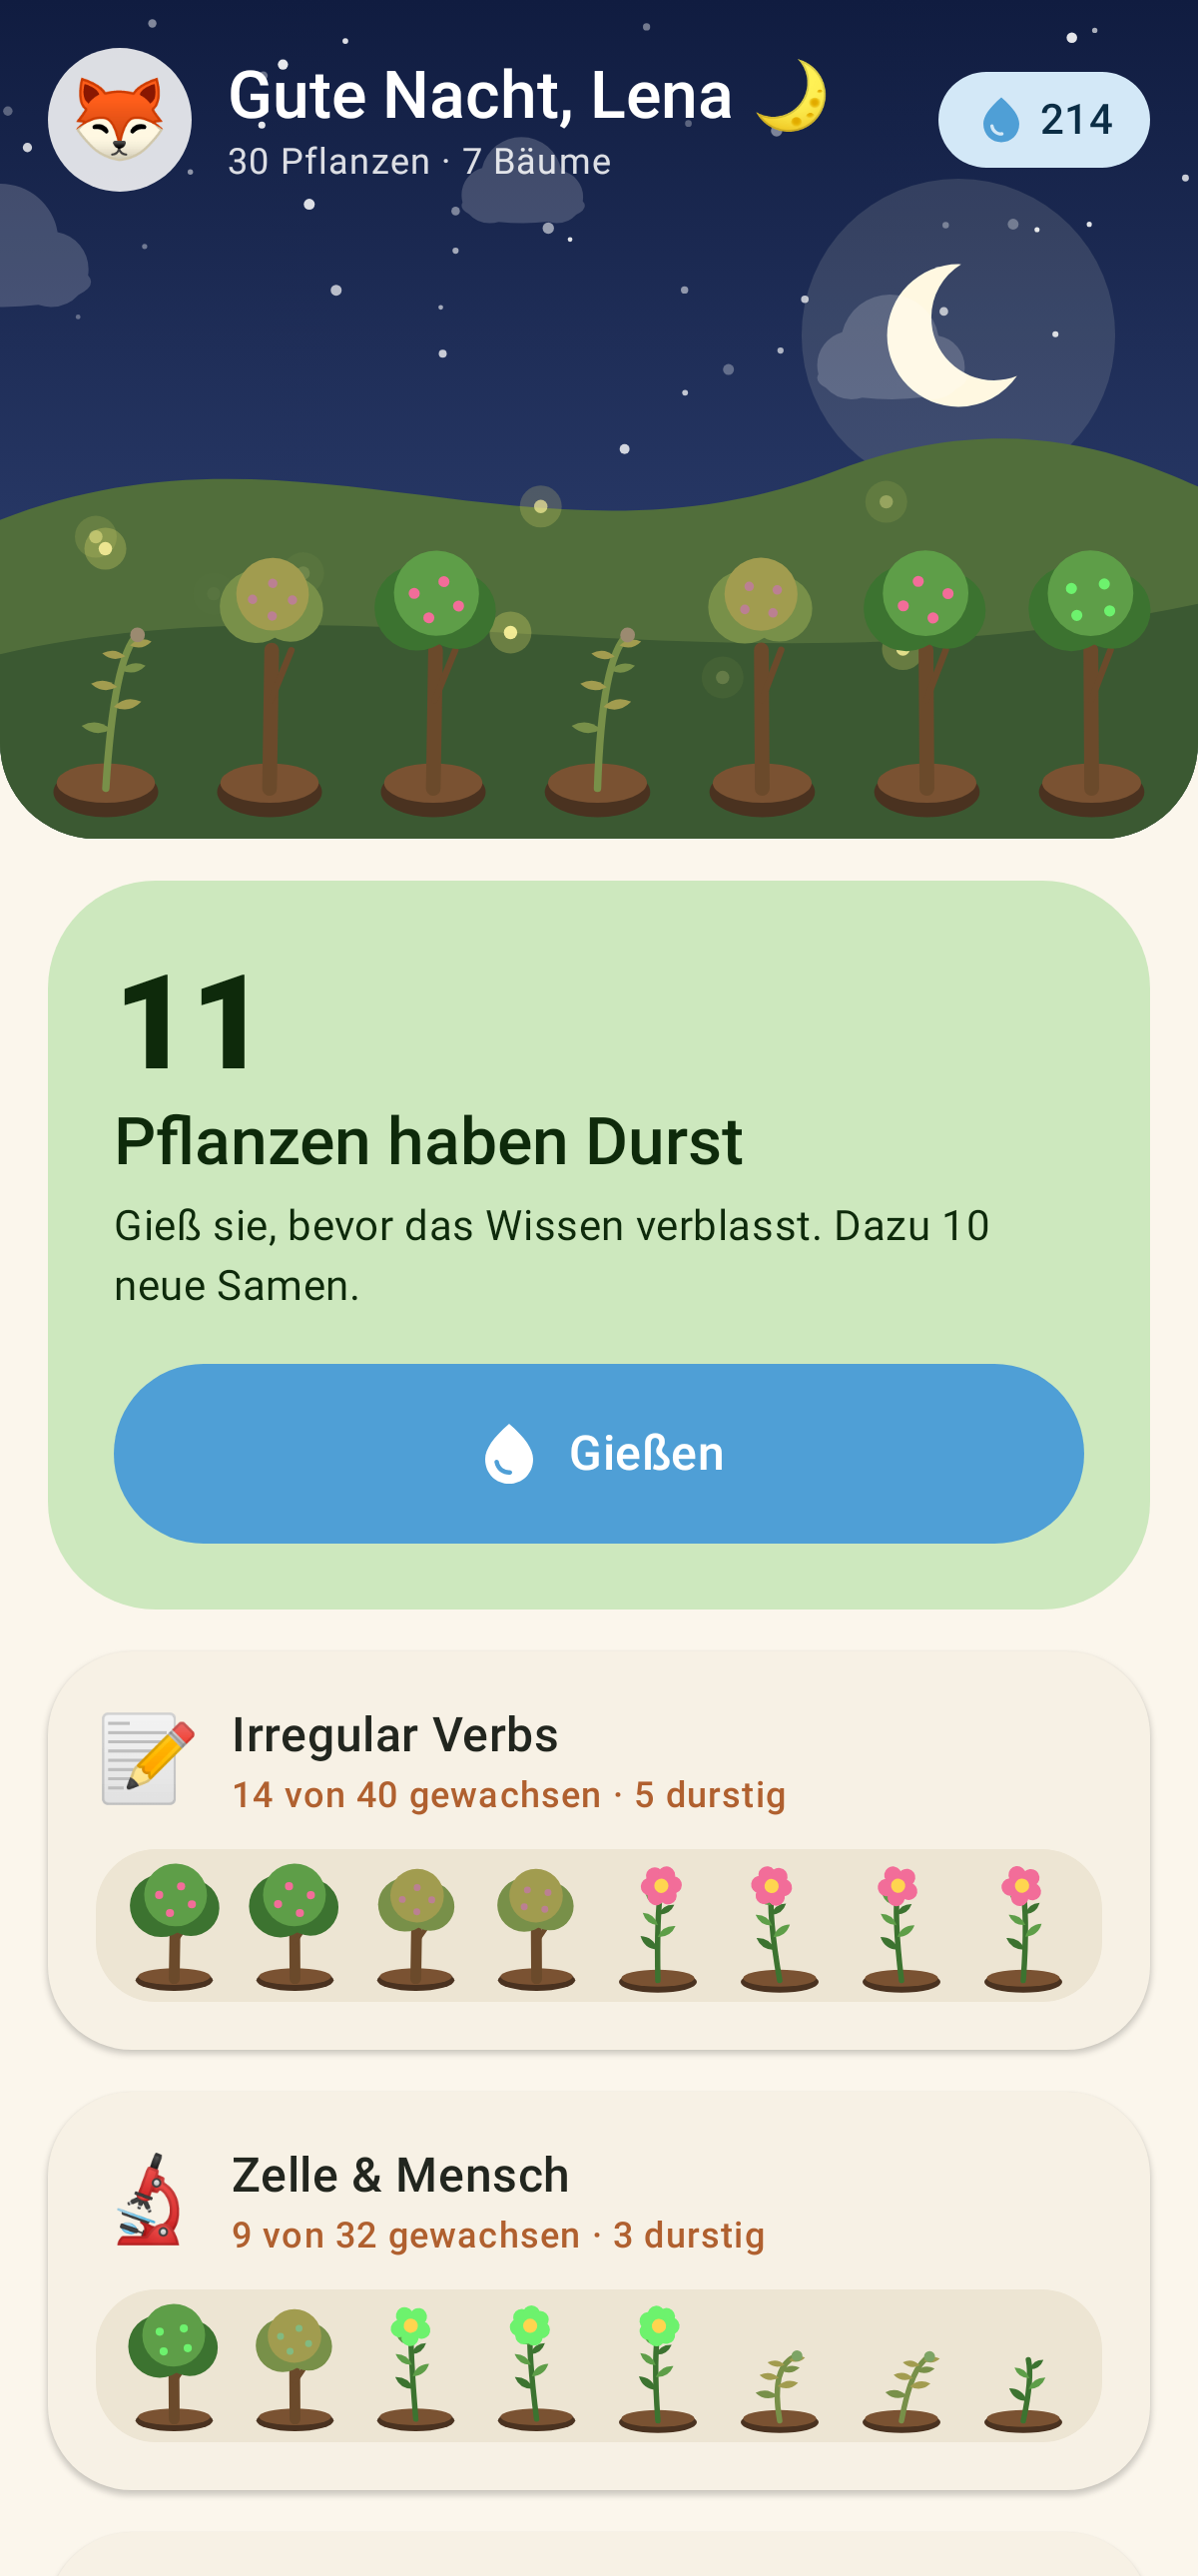 Gute Nacht, Lena 🌙
30 Pflanzen · 7 Bäume
214
11
Pflanzen haben Durst
Gieß sie, bevor das Wissen verblasst. Dazu 10
neue Samen.
Gießen
Irregular Verbs
14 von 40 gewachsen · 5 durstig
Zelle & Mensch
9 von 32 gewachsen · 3 durstig